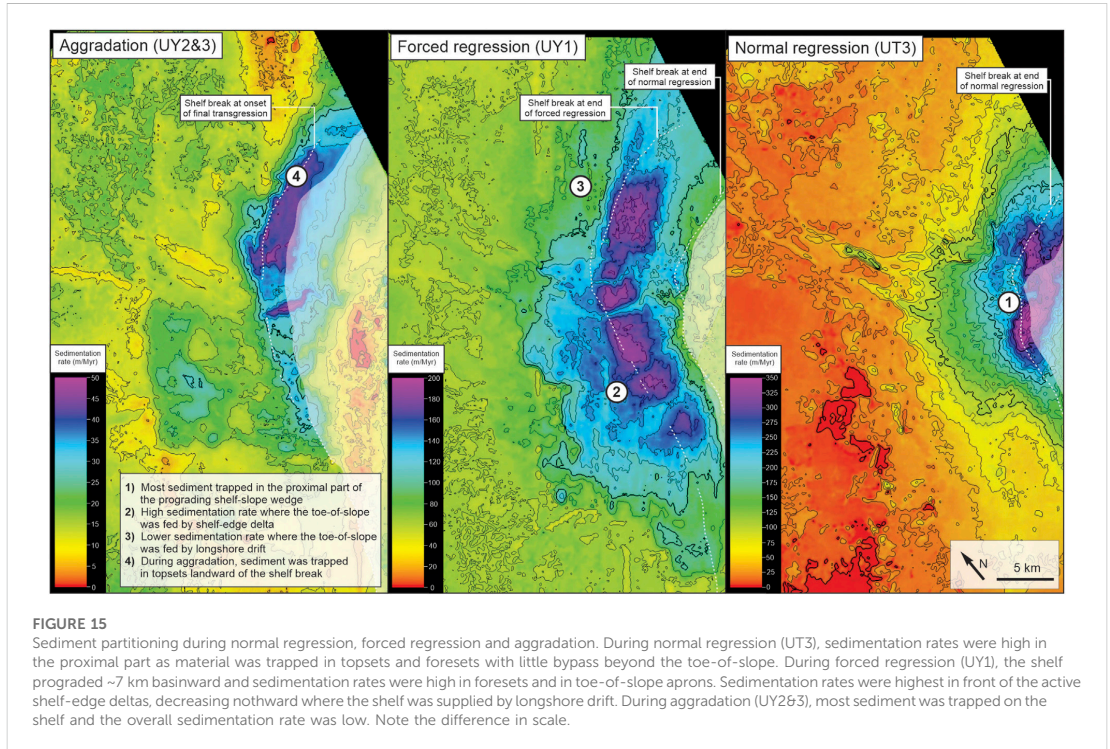 Aggradation (UY2&3)
Forced regression (UY1)
Normal regression (UT3)
Shelf break at onset
of final transgression
Shelf break at end
of forced regression
Shelf break at end
of normal regression
Shelf break at end
of normal regression
4
3
2
1
Sedimentation
rate (m/Myr)
50
45
40
35
30
25
20
15
10
5
0
Sedimentation
rate (m/Myr)
200
180
160
140
120
100
80
60
40
20
0
Sedimentation
rate (m/Myr)
350
325
300
275
250
225
200
175
150
125
100
75
50
25
0
1) Most sediment trapped in the proximal part of
the prograding shelf-slope wedge
2) High sedimentation rate where the toe-of-slope
was fed by shelf-edge delta
3) Lower sedimentation rate where the toe-of-slope
was fed by longshore drift
4) During aggradation, sediment was trapped
in topsets landward of the shelf break
N
5 km
FIGURE 15
Sediment partitioning during normal regression, forced regression and aggradation. During normal regression (UT3), sedimentation rates were high in
the proximal part as material was trapped in topsets and foresets with little bypass beyond the toe-of-slope. During forced regression (UY1), the shelf
prograded ~7 km basinward and sedimentation rates were high in foresets and in toe-of-slope aprons. Sedimentation rates were highest in front of the active
shelf-edge deltas, decreasing nothward where the shelf was supplied by longshore drift. During aggradation (UY2&3), most sediment was trapped on the
shelf and the overall sedimentation rate was low. Note the difference in scale.